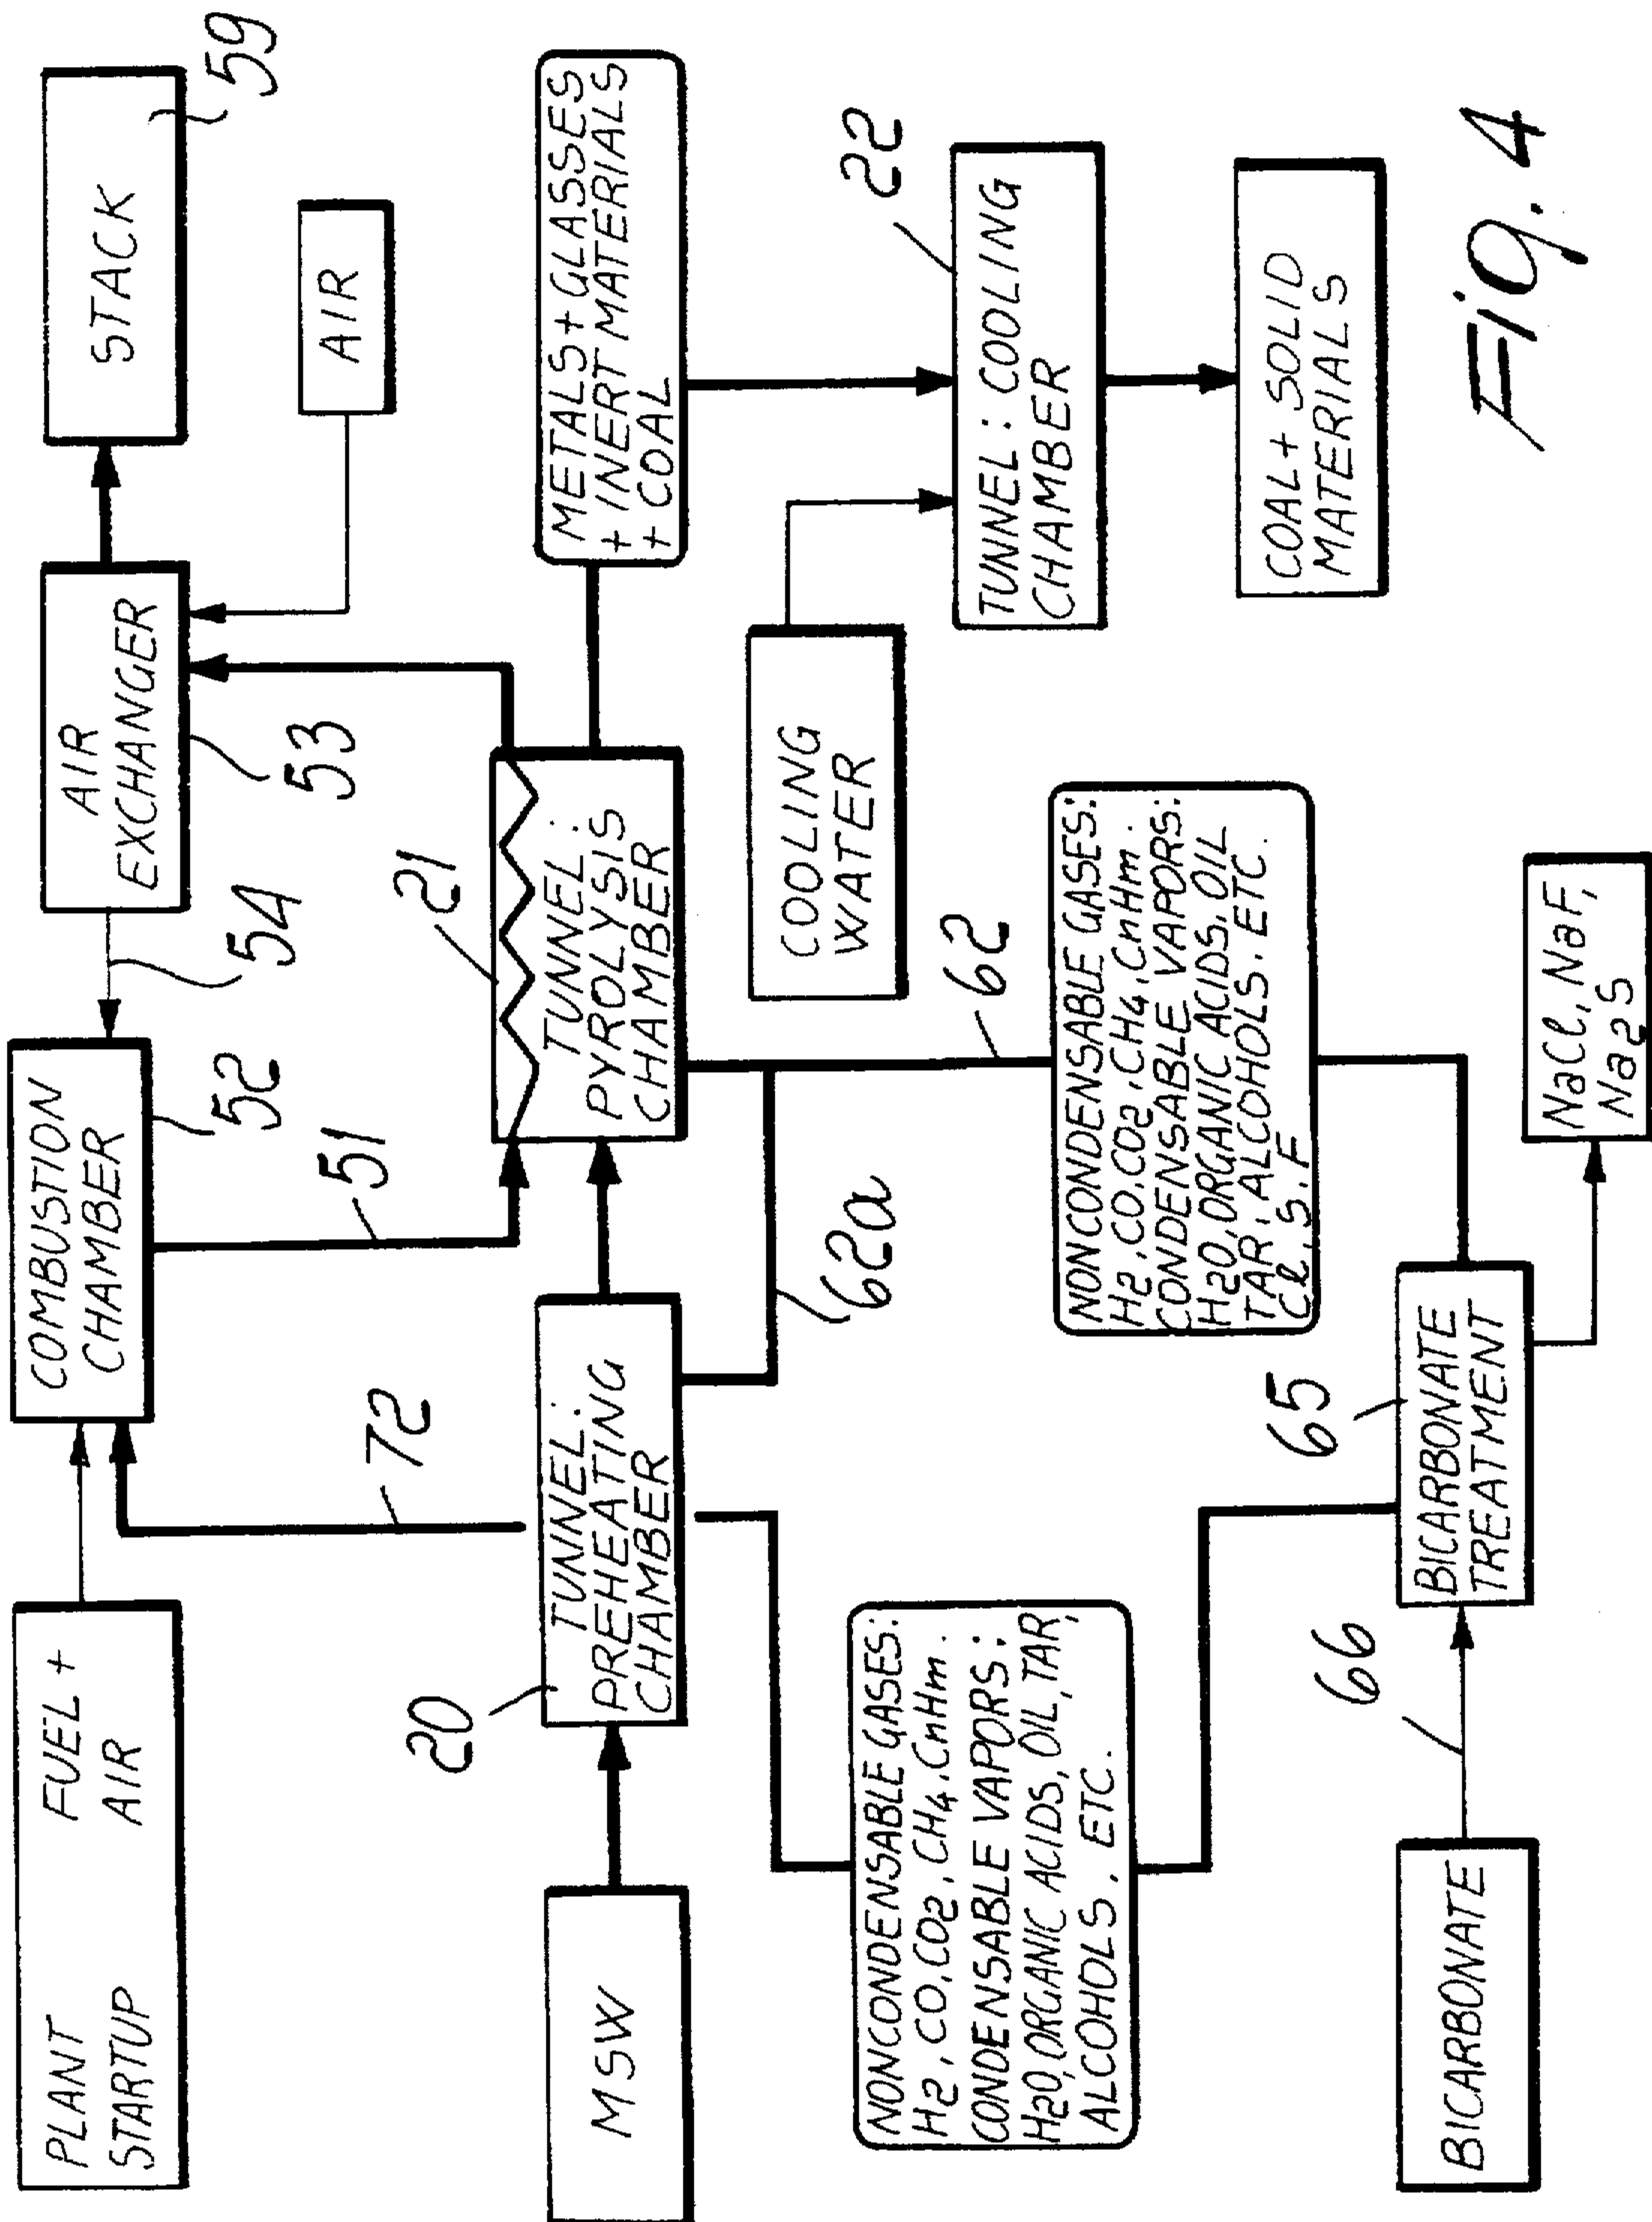 PLANT
STARTUP
FUEL +
AIR
COMBUSTION
CHAMBER
52
54
AIR
EXCHANGER
53
STACK
59
AIR
72
51
MSW
20
TUNNEL:
PREHEATING
CHAMBER
21
TUNNEL:
PYROLYSIS
CHAMBER
METALS + GLASSES
+ INERT MATERIALS
+ COAL
62a
62
COOLING
WATER
22
TUNNEL: COOLING
CHAMBER
COAL + SOLID
MATERIALS
NONCONDENSABLE GASES:
H2, CO, CO2, CH4, CnHm.
CONDENSABLE VAPORS:
H2O, ORGANIC ACIDS, OIL, TAR,
ALCOHOLS. ETC.
NONCONDENSABLE GASES:
H2, CO, CO2, CH4, CnHm.
CONDENSABLE VAPORS:
H2O, ORGANIC ACIDS, OIL
TAR, ALCOHOLS. ETC.
Cl, S, F
BICARBONATE
66
65
BICARBONATE
TREATMENT
NaCl, NaF,
Na2S
Fig. 4